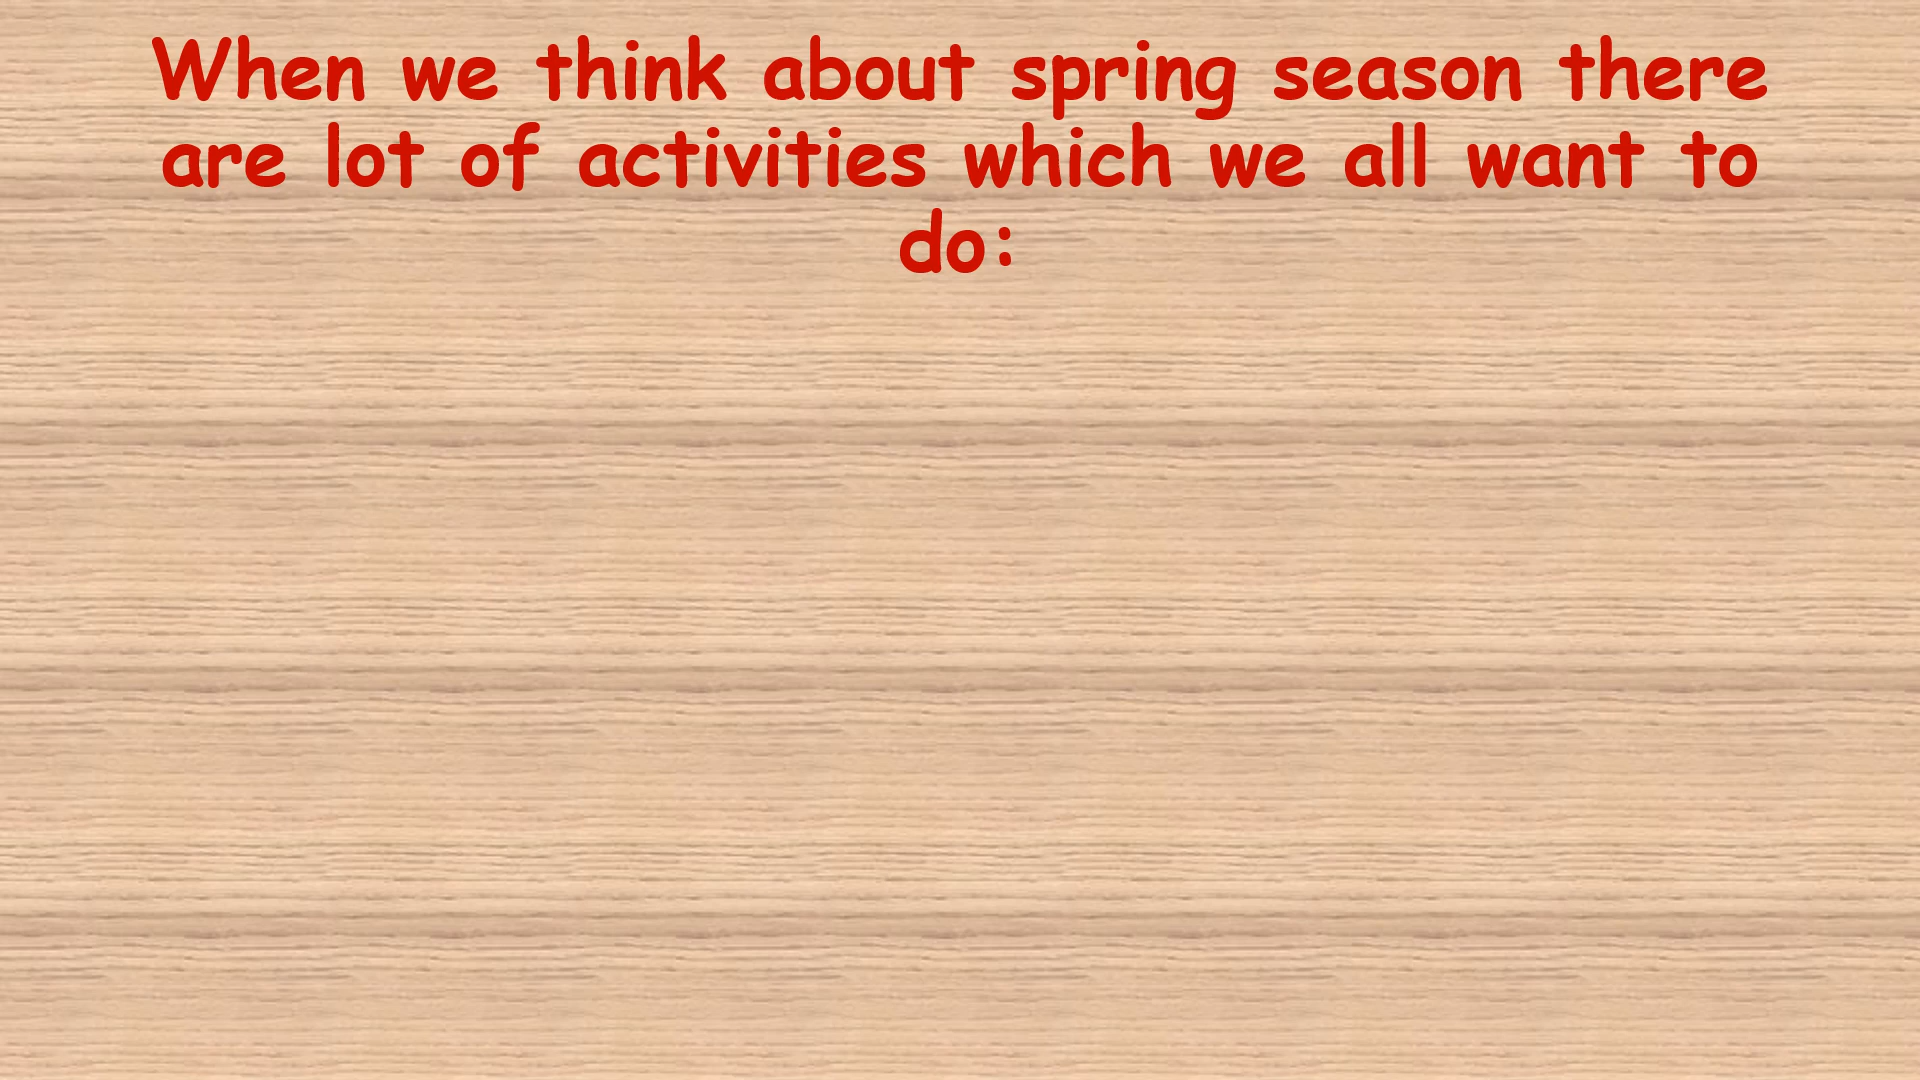 When we think about spring season there
are lot of activities which we all want to
do: